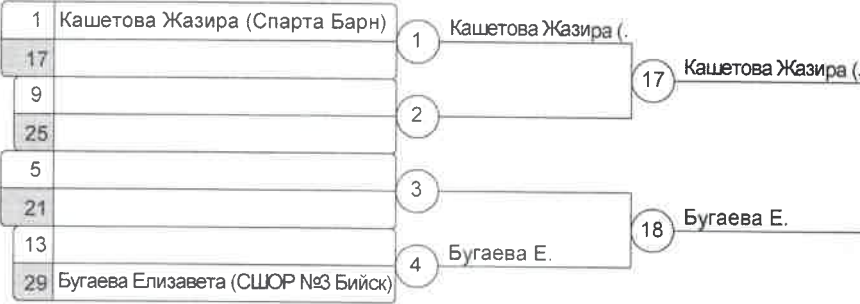 1 Кашетова Жазира (Спарта Барн)
17
9
25
5
21
13
29 Бугаева Елизавета (СШОР №3 Бийск)
1 Кашетова Жазира (.
2
3
4 Бугаева Е.
17 Кашетова Жазира (.
18 Бугаева Е.